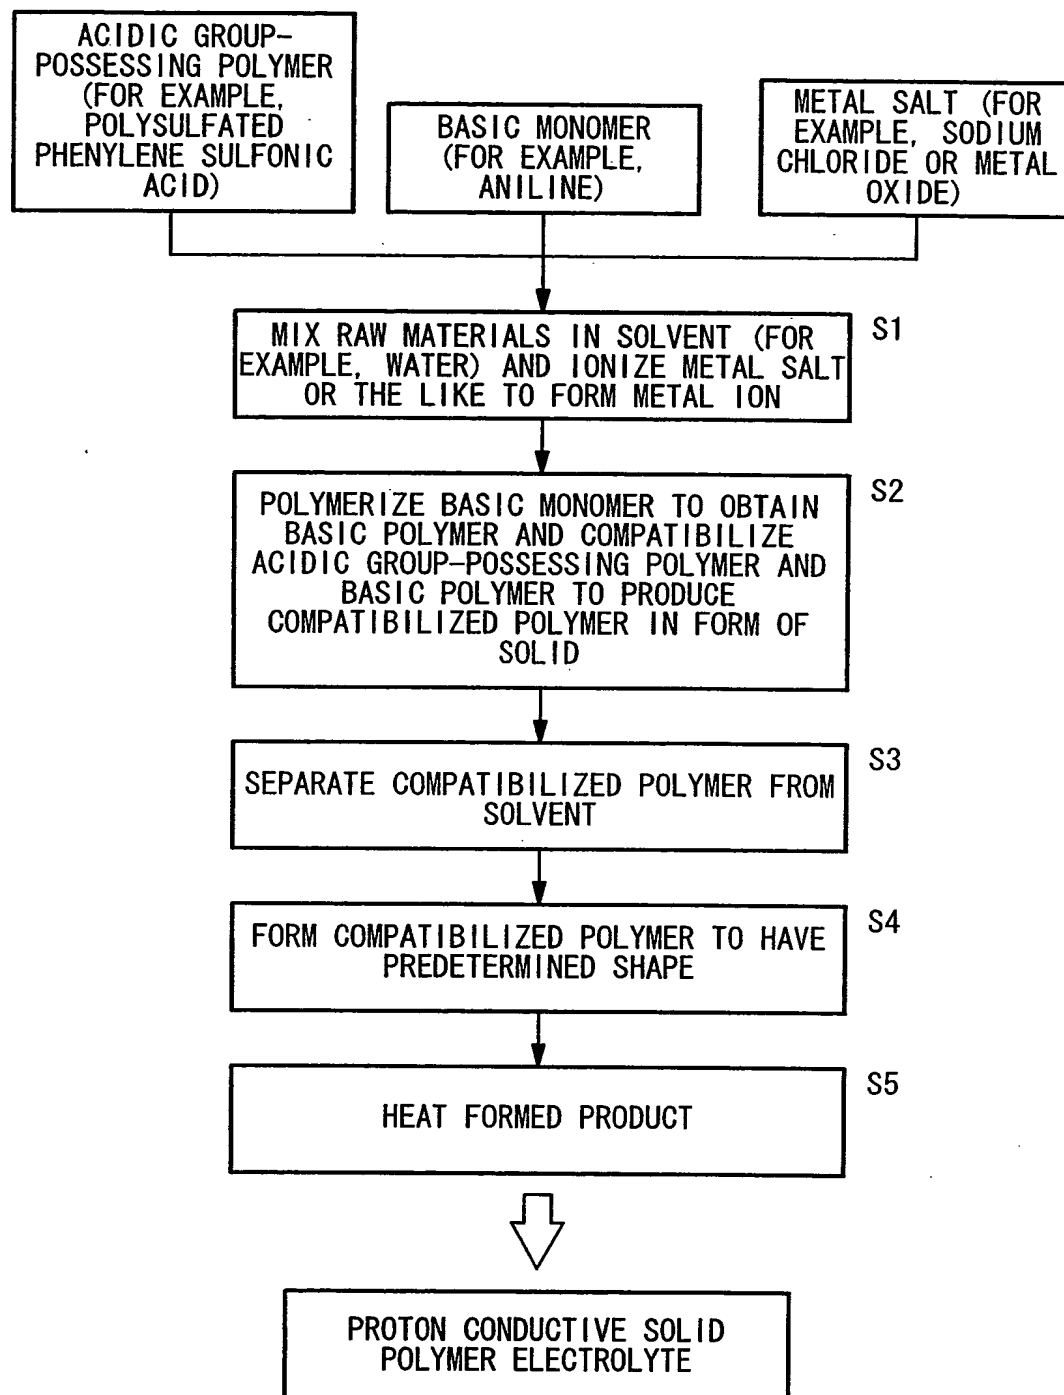 ACIDIC GROUP-
POSSESSING POLYMER
(FOR EXAMPLE,
POLYSULFATED
PHENYLENE SULFONIC
ACID)
BASIC MONOMER
(FOR EXAMPLE,
ANILINE)
METAL SALT (FOR
EXAMPLE, SODIUM
CHLORIDE OR METAL
OXIDE)
MIX RAW MATERIALS IN SOLVENT (FOR
EXAMPLE, WATER) AND IONIZE METAL SALT
OR THE LIKE TO FORM METAL ION
S1
POLYMERIZE BASIC MONOMER TO OBTAIN
BASIC POLYMER AND COMPATIBILIZE
ACIDIC GROUP-POSSESSING POLYMER AND
BASIC POLYMER TO PRODUCE
COMPATIBILIZED POLYMER IN FORM OF
SOLID
S2
SEPARATE COMPATIBILIZED POLYMER FROM
SOLVENT
S3
FORM COMPATIBILIZED POLYMER TO HAVE
PREDETERMINED SHAPE
S4
HEAT FORMED PRODUCT
S5
PROTON CONDUCTIVE SOLID
POLYMER ELECTROLYTE